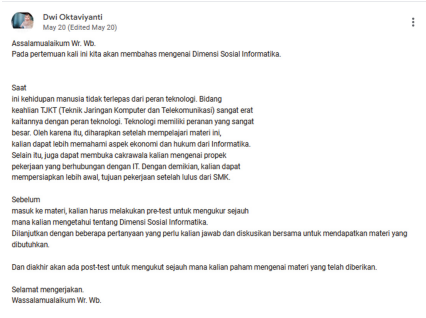 Dwi Oktaviyanti
May 20 (Edited May 20)
Assalamualaikum Wr. Wb.
Pada pertemuan kali ini kita akan membahas mengenai Dimensi Sosial Informatika.
Saat
ini kehidupan manusia tidak terlepas dari peran teknologi. Bidang
keahlian TJKT (Teknik Jaringan Komputer dan Telekomunikasi) sangat erat
kaitannya dengan peran teknologi. Teknologi memiliki peranan yang sangat
besar. Oleh karena itu, diharapkan setelah mempelajari materi ini,
kalian dapat lebih memahami aspek ekonomi dan hukum dari Informatika.
Selain itu, juga dapat membuka cakrawala kalian mengenai propek
pekerjaan yang berhubungan dengan IT. Dengan demikian, kalian dapat
mempersiapkan lebih awal, tujuan pekerjaan setelah lulus dari SMK.
Sebelum
masuk ke materi, kalian harus melakukan pre-test untuk mengukur sejauh
mana kalian mengetahui tentang Dimensi Sosial Informatika.
Dilanjutkan dengan beberapa pertanyaan yang perlu kalian jawab dan diskusikan bersama untuk mendapatkan materi yang
dibutuhkan.
Dan diakhir akan ada post-test untuk mengukut sejauh mana kalian paham mengenai materi yang telah diberikan.
Selamat mengerjakan.
Wassalamualaikum Wr. Wb.